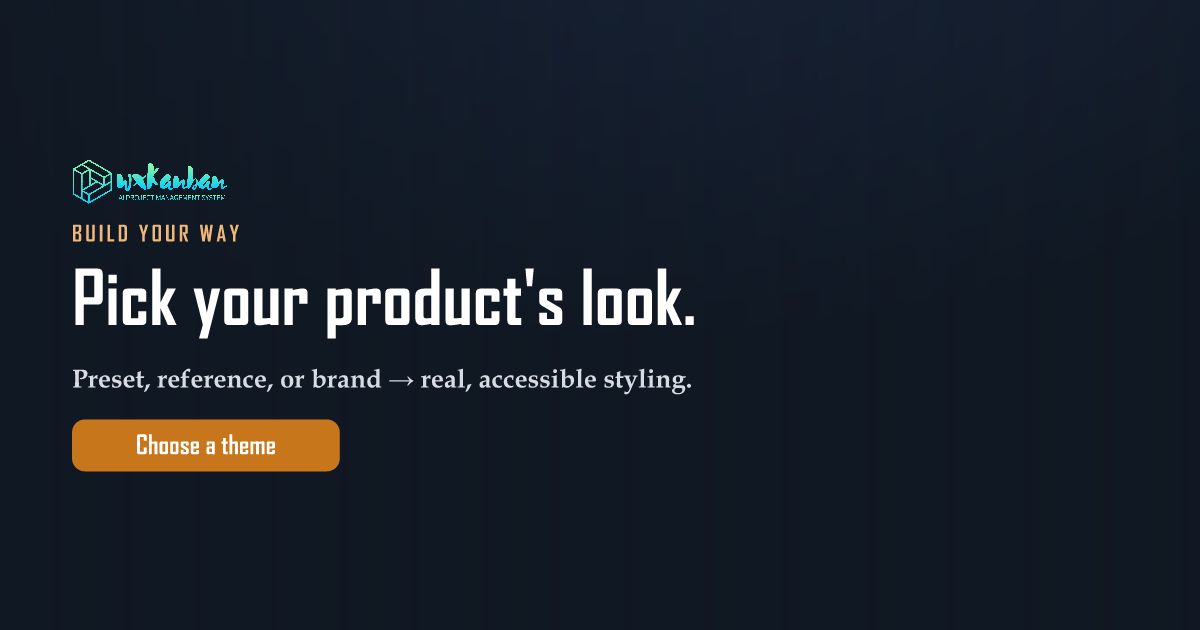 wxKanban
AI PROJECT MANAGEMENT SYSTEM
BUILD YOUR WAY
Pick your product's look.
Preset, reference, or brand → real, accessible styling.
Choose a theme